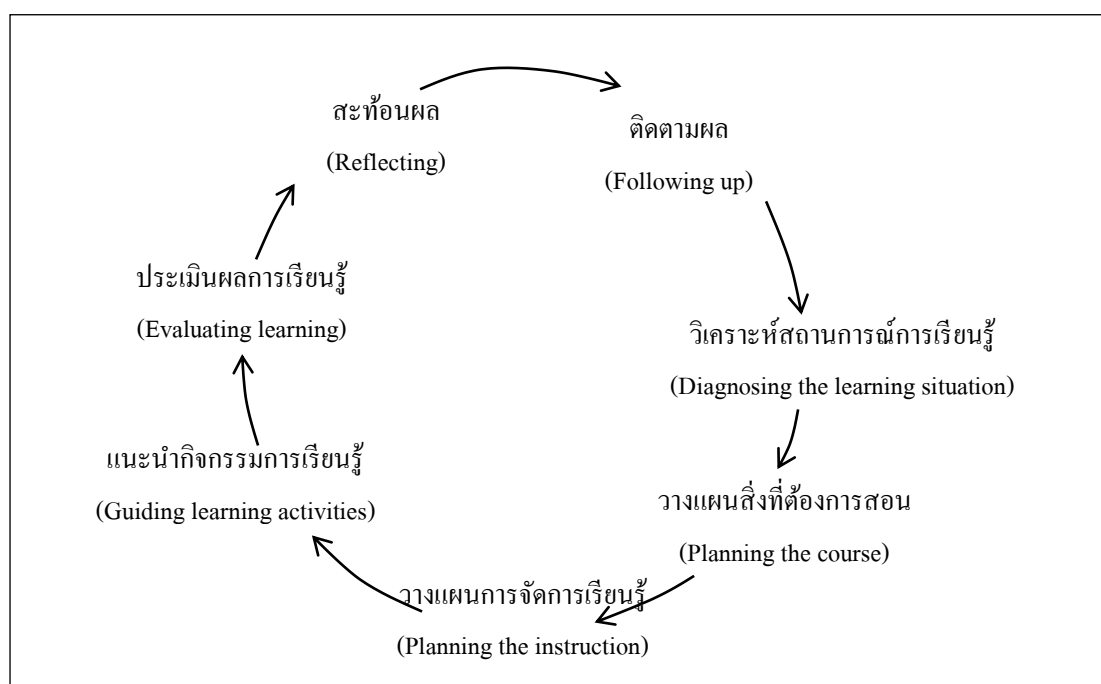 สะท้อนผล
(Reflecting)
ติดตามผล
(Following up)
วิเคราะห์สถานการณ์การเรียนรู้
(Diagnosing the learning situation)
วางแผนสิ่งที่ต้องการสอน
(Planning the course)
วางแผนการจัดการเรียนรู้
(Planning the instruction)
แนะนำกิจกรรมการเรียนรู้
(Guiding learning activities)
ประเมินผลการเรียนรู้
(Evaluating learning)